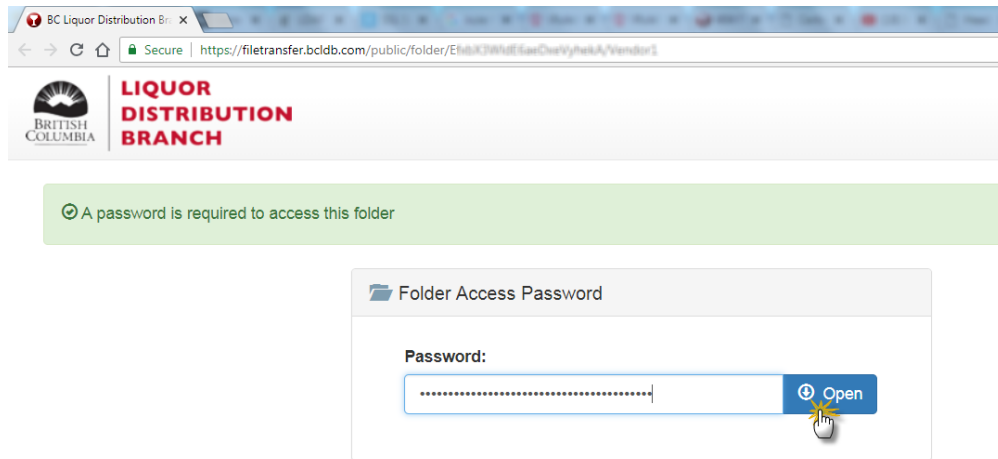 BC Liquor Distribution Br
Secure | https://filetransfer.bcldb.com/public/folder/
BRITISH
COLUMBIA
LIQUOR
DISTRIBUTION
BRANCH
A password is required to access this folder
Folder Access Password
Password:
Open